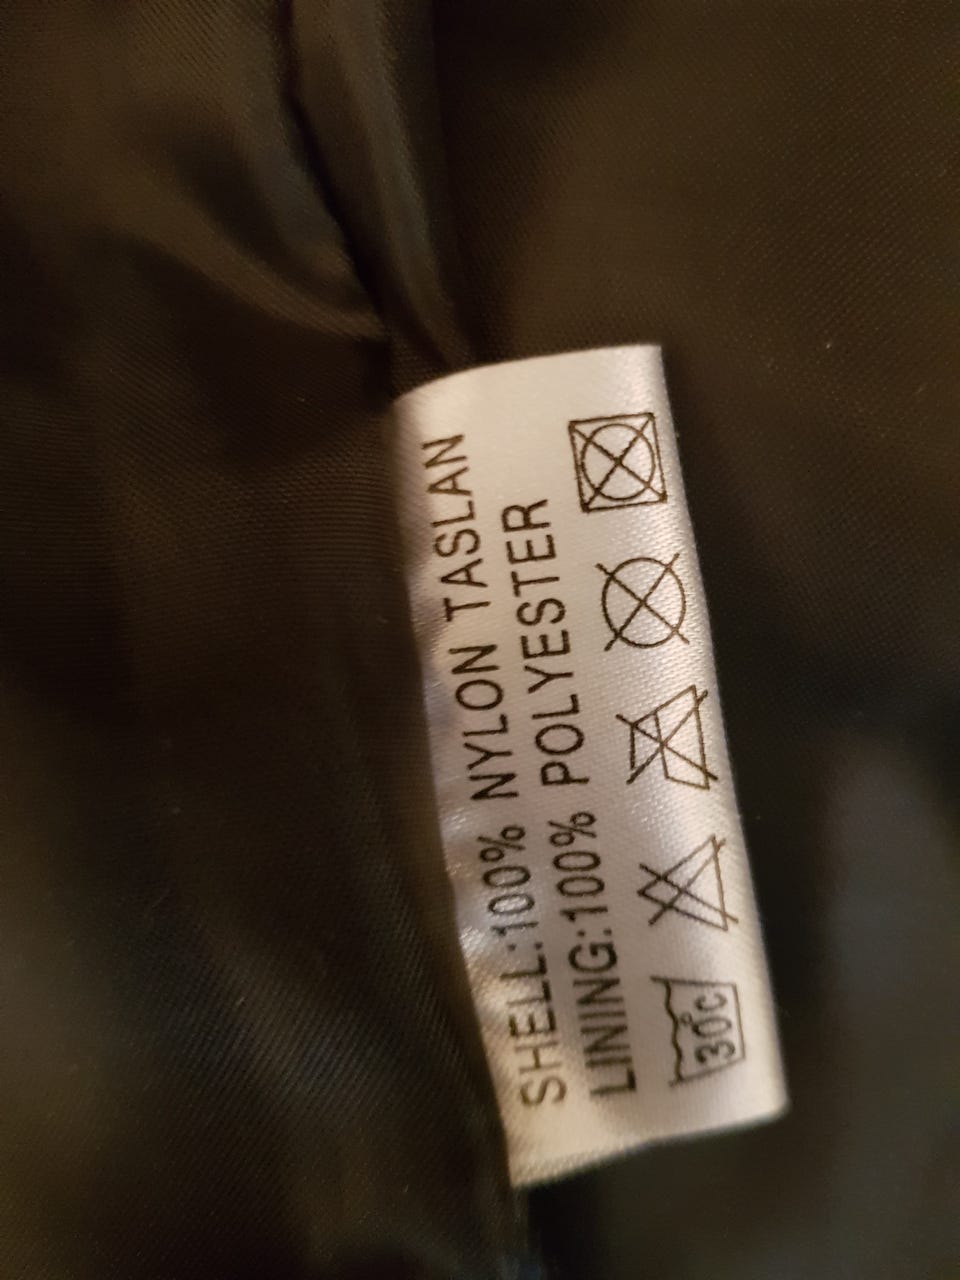 SHELL:100% NYLON TASLAN
LINING:100% POLYESTER
30°c